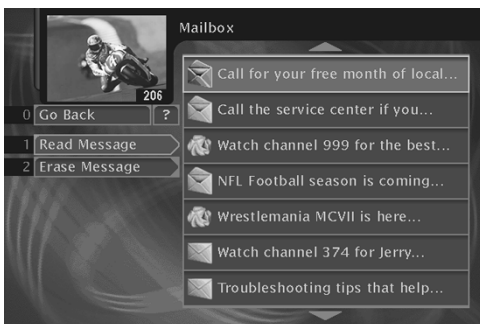 Mailbox
206
0 Go Back ?
1 Read Message
2 Erase Message
Call for your free month of local...
Call the service center if you...
Watch channel 999 for the best...
NFL Football season is coming...
Wrestlemania MCVII is here...
Watch channel 374 for Jerry...
Troubleshooting tips that help...